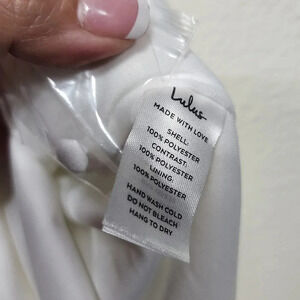 Lulus
MADE WITH LOVE
SHELL:
100% POLYESTER
CONTRAST:
100% POLYESTER
LINING:
100% POLYESTER
HAND WASH COLD
DO NOT BLEACH
HANG TO DRY